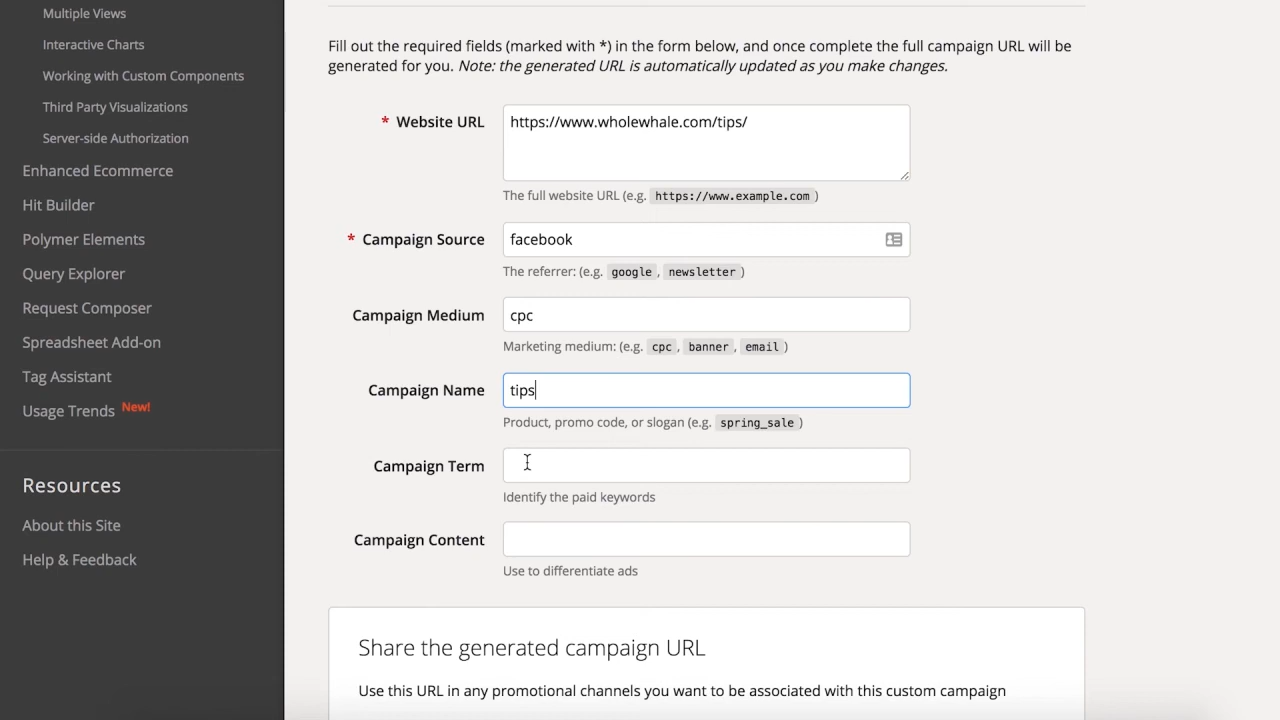 Multiple Views
Interactive Charts
Working with Custom Components
Third Party Visualizations
Server-side Authorization
Enhanced Ecommerce
Hit Builder
Polymer Elements
Query Explorer
Request Composer
Spreadsheet Add-on
Tag Assistant
Usage Trends New!
Resources
About this Site
Help & Feedback
Fill out the required fields (marked with *) in the form below, and once complete the full campaign URL will be
generated for you. Note: the generated URL is automatically updated as you make changes.
* Website URL
https://www.wholewhale.com/tips/
The full website URL (e.g. https://www.example.com )
* Campaign Source
facebook
The referrer: (e.g. google , newsletter )
Campaign Medium
cpc
Marketing medium: (e.g. cpc , banner , email )
Campaign Name
tips
Product, promo code, or slogan (e.g. spring_sale )
Campaign Term
Identify the paid keywords
Campaign Content
Use to differentiate ads
Share the generated campaign URL
Use this URL in any promotional channels you want to be associated with this custom campaign